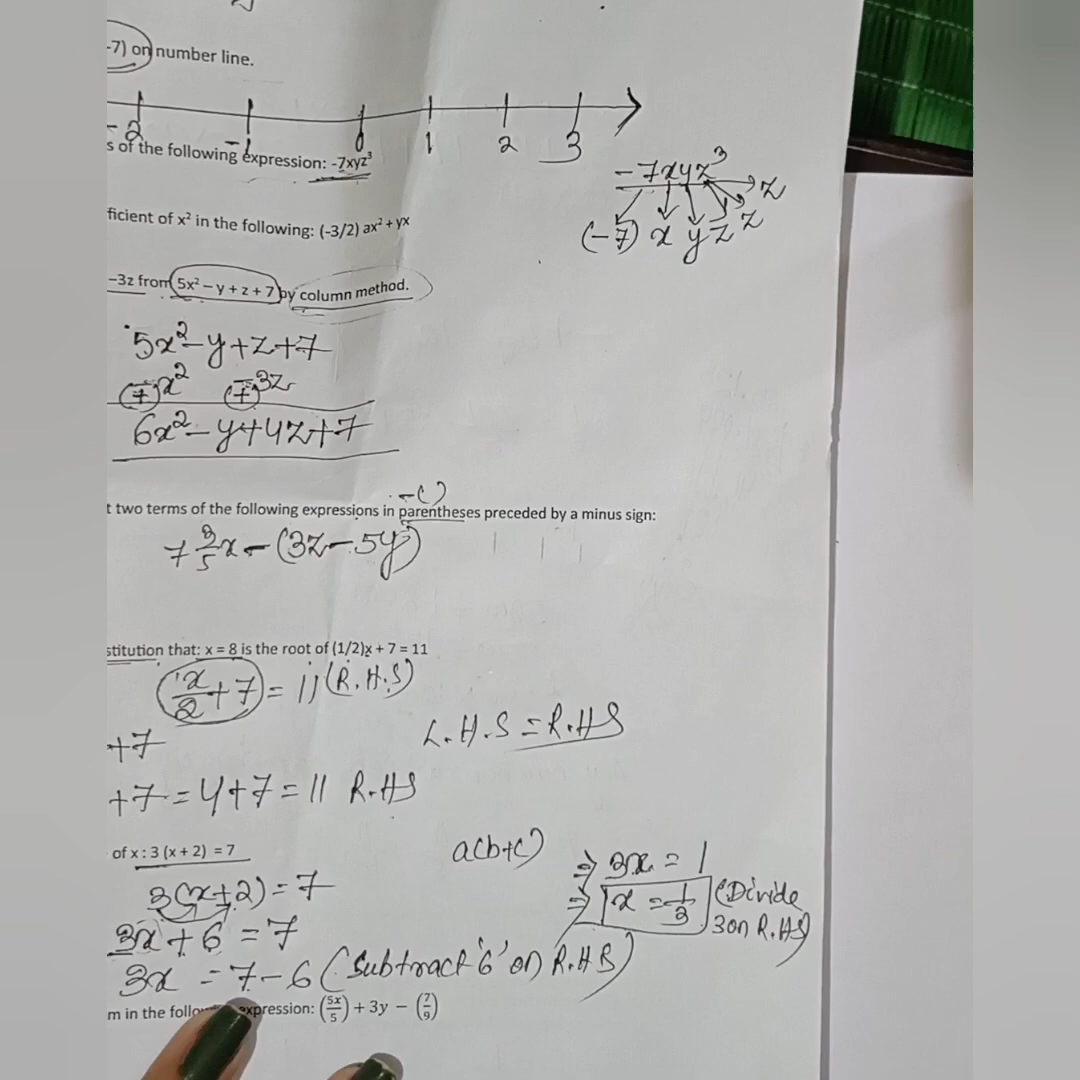 -7) on number line.
-2 -1 0 1 2 3
s of the following expression: -7xyz³
-7xyz³
(-7) x y z z z
ficient of x² in the following: (-3/2) ax² + yx
−3z from 5x² − y + z + 7 by column method.
5x²-y+z+7
x² 3z
6x²-y+4z+7
-( )
t two terms of the following expressions in parentheses preceded by a minus sign:
x-(3z-5y)
stitution that: x = 8 is the root of (1/2)x + 7 = 11
x/2+7=11 (R.H.S)
+7
L.H.S = R.HS
+7=4+7=11 R.HS
of x : 3 (x + 2) = 7
a(b+c)
3(x+2)=7
3x+6=7
3x=7-6 (Subtract '6' on R.H.S)
⇒ 3x = 1
⇒ x = 1/3 (Divide
3 on R.HS)
m in the expression: (5x/5) + 3y − (7/9)